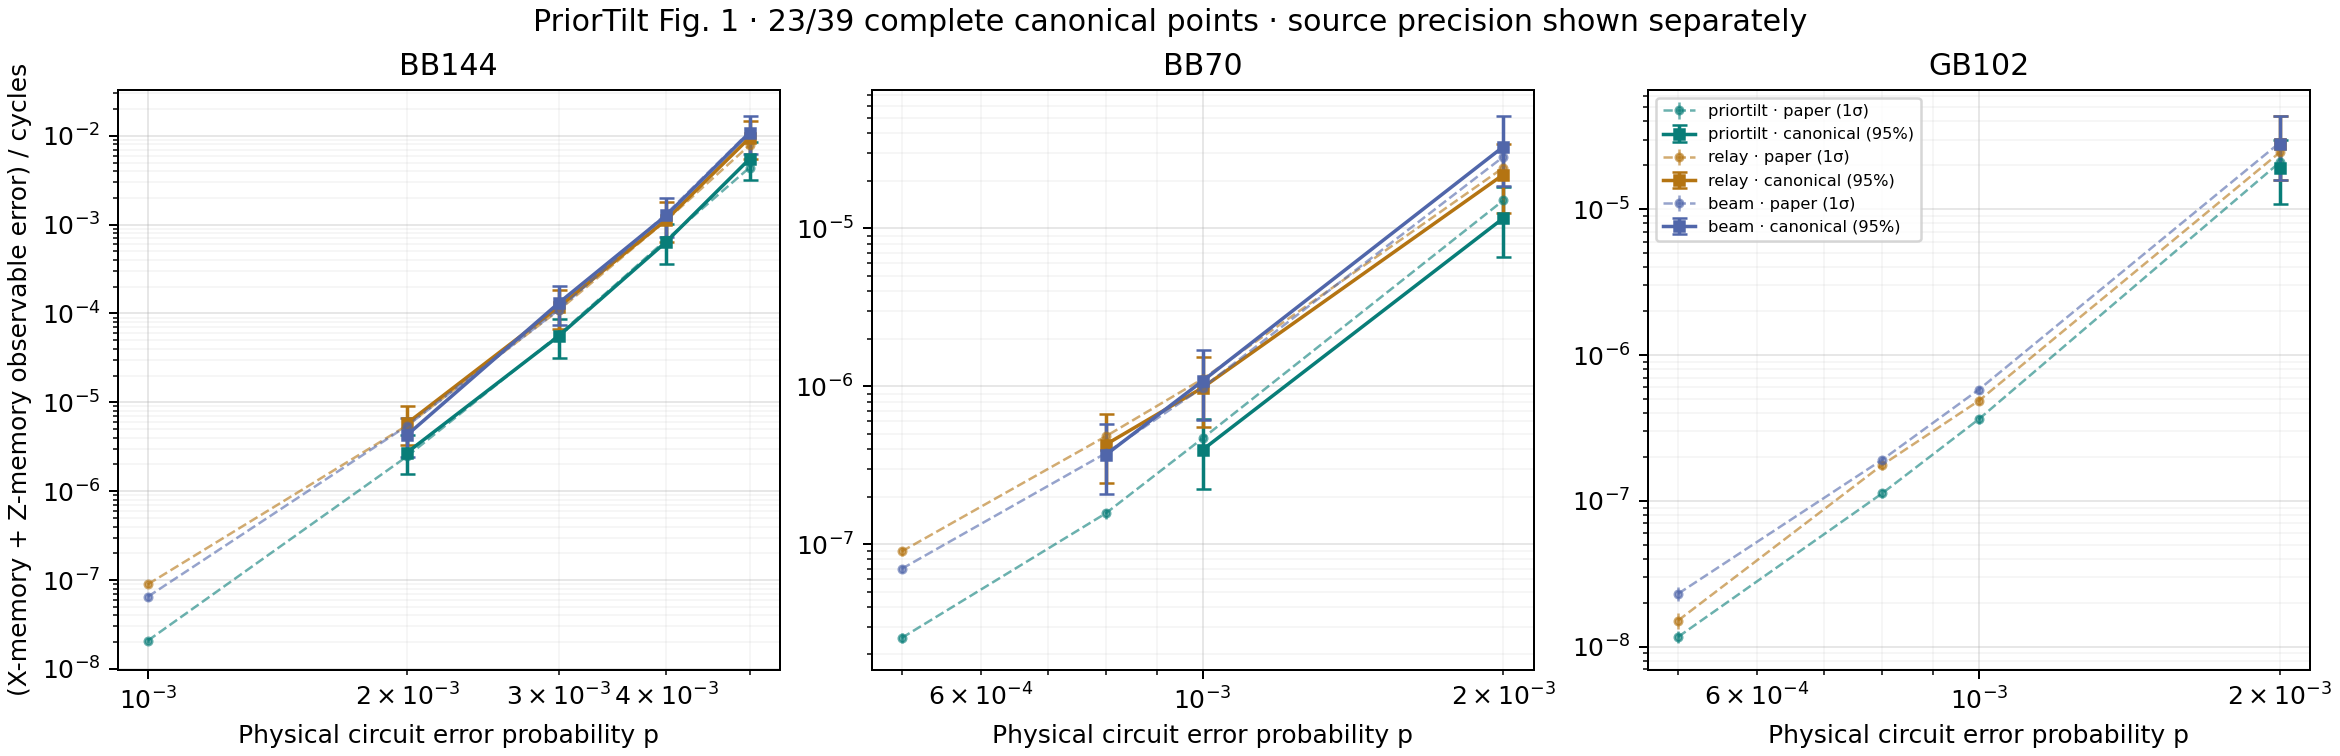 PriorTilt Fig. 1 · 23/39 complete canonical points · source precision shown separately
BB144
(X-memory + Z-memory observable error) / cycles
10⁻²
10⁻³
10⁻⁴
10⁻⁵
10⁻⁶
10⁻⁷
10⁻⁸
10⁻³
2 × 10⁻³
3 × 10⁻³
4 × 10⁻³
Physical circuit error probability p
BB70
10⁻⁵
10⁻⁶
10⁻⁷
6 × 10⁻⁴
10⁻³
2 × 10⁻³
Physical circuit error probability p
GB102
priortilt · paper (1σ)
priortilt · canonical (95%)
relay · paper (1σ)
relay · canonical (95%)
beam · paper (1σ)
beam · canonical (95%)
10⁻⁵
10⁻⁶
10⁻⁷
10⁻⁸
6 × 10⁻⁴
10⁻³
2 × 10⁻³
Physical circuit error probability p